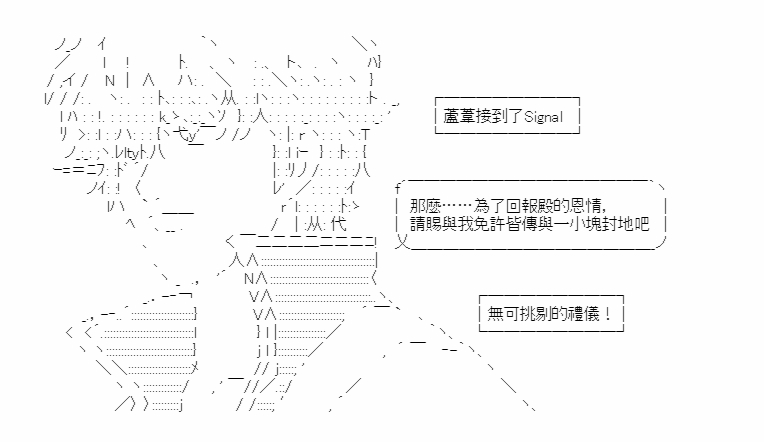 蘆葦接到了Signal
那麼……為了回報殿的恩情，
請賜與我免許皆傳與一小塊封地吧
無可挑剔的禮儀！